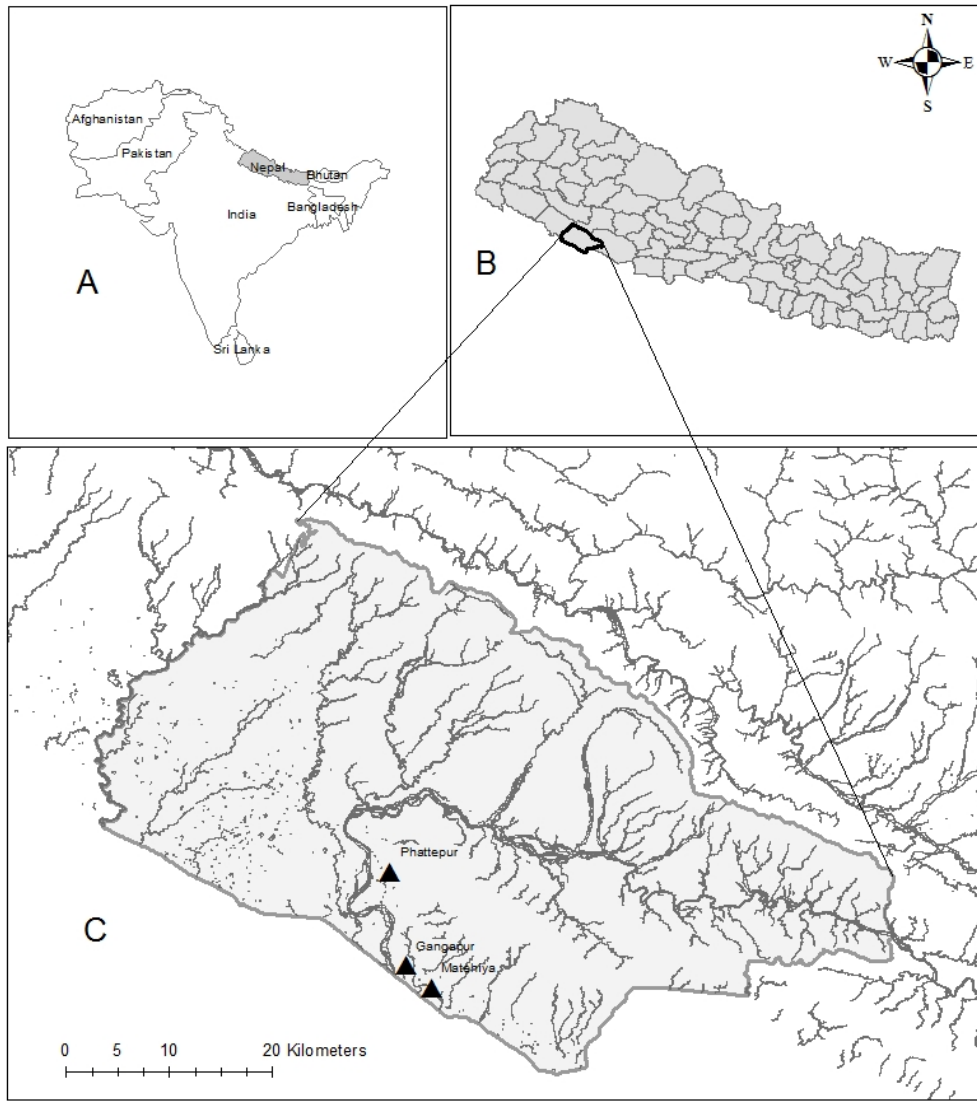 Afghanistan
Pakistan
Nepal
Bhutan
Bangladesh
India
A
Sri Lanka
N
W
E
S
B
Phattepur
Gangapur
Matehiya
C
0 5 10 20 Kilometers